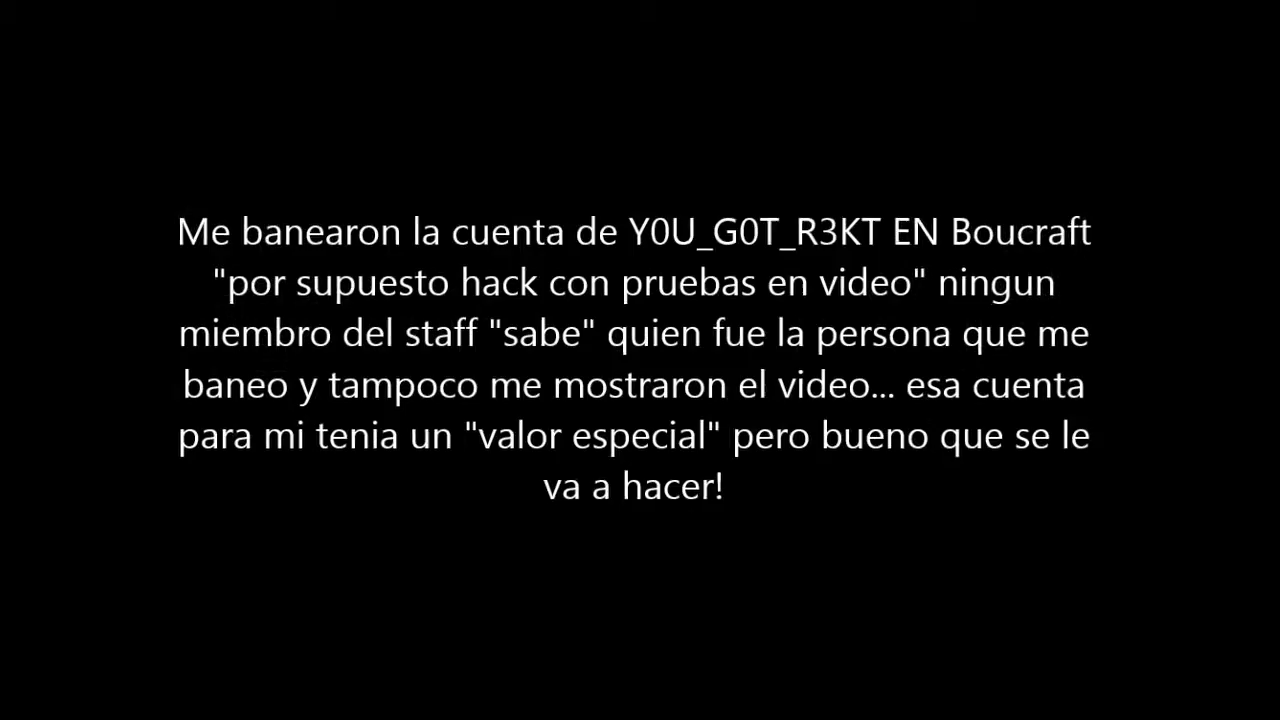 Me banearon la cuenta de Y0U_G0T_R3KT EN Boucraft
"por supuesto hack con pruebas en video" ningun
miembro del staff "sabe" quien fue la persona que me
baneo y tampoco me mostraron el video... esa cuenta
para mi tenia un "valor especial" pero bueno que se le
va a hacer!